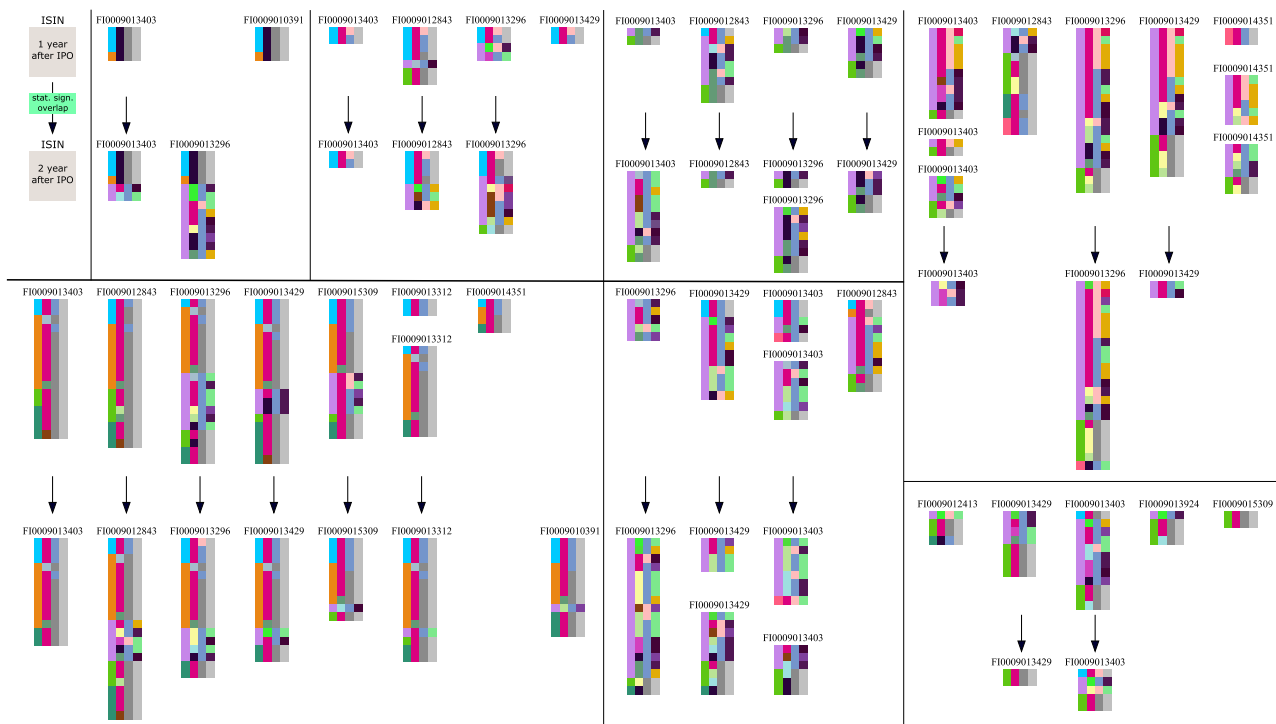 ISIN
1 year
after IPO
stat. sign.
overlap
ISIN
2 year
after IPO
FI0009013403
FI0009010391
FI0009013403
FI0009013296
FI0009013403
FI0009012843
FI0009013296
FI0009013429
FI0009013403
FI0009012843
FI0009013296
FI0009013403
FI0009012843
FI0009013296
FI0009013429
FI0009013403
FI0009012843
FI0009013296
FI0009013429
FI0009013296
FI0009013403
FI0009012843
FI0009013296
FI0009013429
FI0009014351
FI0009014351
FI0009013403
FI0009014351
FI0009013403
FI0009013403
FI0009013296
FI0009013429
FI0009013403
FI0009012843
FI0009013296
FI0009013429
FI0009015309
FI0009013312
FI0009014351
FI0009013312
FI0009013403
FI0009012843
FI0009013296
FI0009013429
FI0009015309
FI0009013312
FI0009010391
FI0009013296
FI0009013429
FI0009013403
FI0009012843
FI0009013403
FI0009013296
FI0009013429
FI0009013403
FI0009013429
FI0009013403
FI0009012413
FI0009013429
FI0009013403
FI0009013924
FI0009015309
FI0009013429
FI0009013403